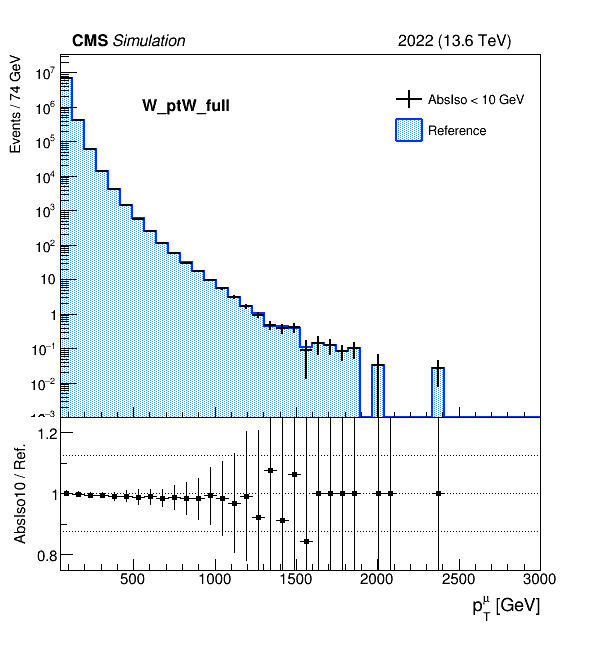 CMS Simulation 2022 (13.6 TeV)
Events / 74 GeV
W_ptW_full
AbsIso < 10 GeV
Reference
10⁷
10⁶
10⁵
10⁴
10³
10²
10
1
10⁻¹
10⁻²
AbsIso10 / Ref.
1.2
1
0.8
500 1000 1500 2000 2500 3000
p_T^μ [GeV]